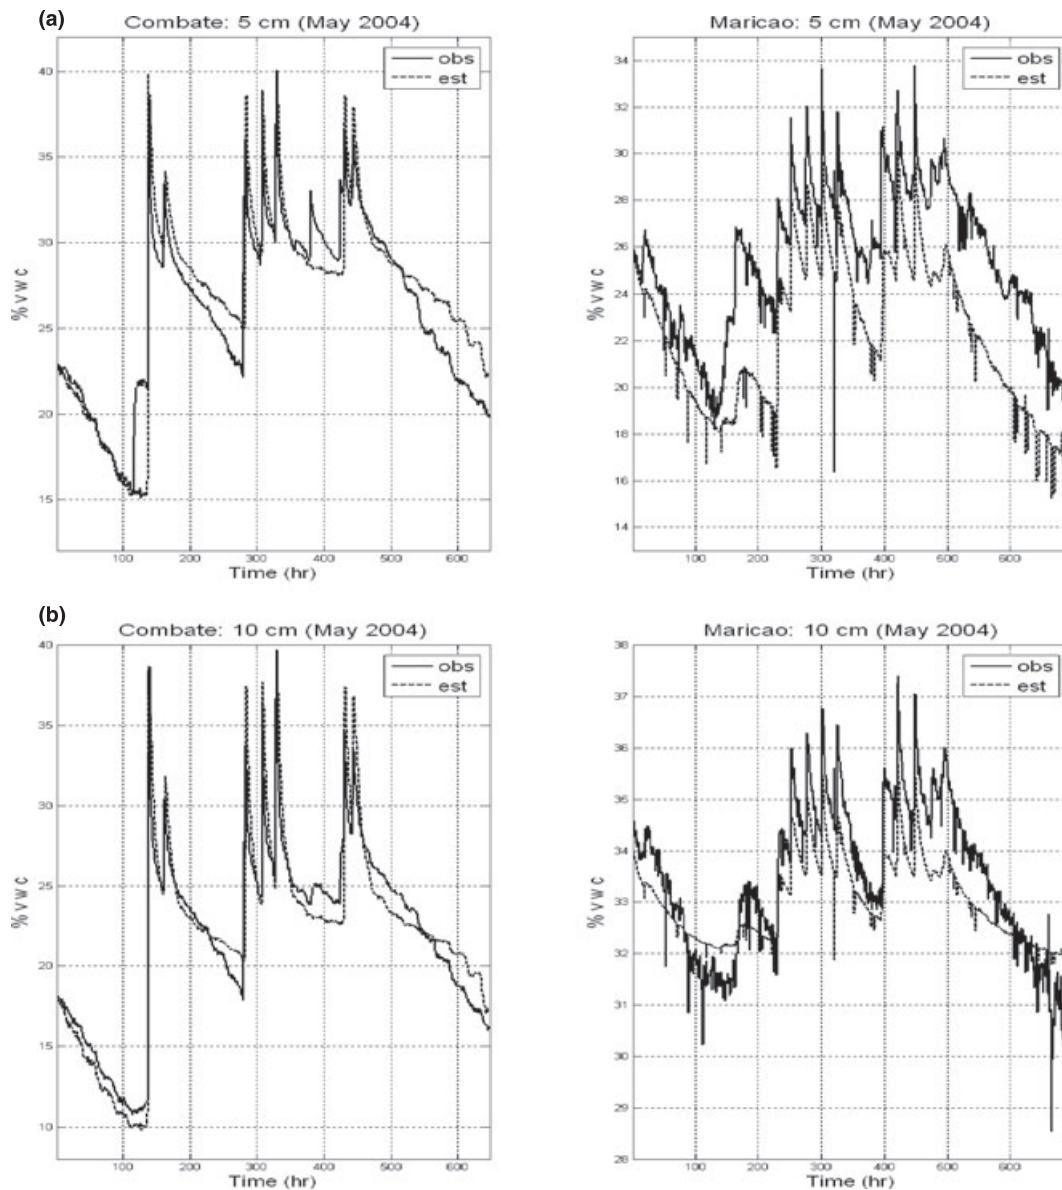 (a)
Combate: 5 cm (May 2004)
obs
est
40
35
30
25
20
15
%vwc
100 200 300 400 500 600
Time (hr)
Maricao: 5 cm (May 2004)
obs
est
34
32
30
28
26
24
22
20
18
16
14
%vwc
100 200 300 400 500 600
Time (hr)
(b)
Combate: 10 cm (May 2004)
obs
est
40
35
30
25
20
15
10
%vwc
100 200 300 400 500 600
Time (hr)
Maricao: 10 cm (May 2004)
obs
est
38
37
36
35
34
33
32
31
30
29
28
%vwc
100 200 300 400 500 600
Time (hr)